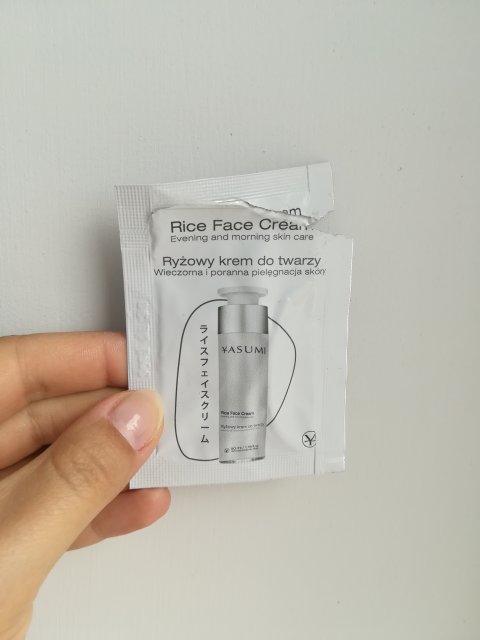 Rice Face Cream
Evening and morning skin care
Ryżowy krem do twarzy
Wieczorna i poranna pielęgnacja skóry
ライスフェイスクリーム
YASUMI
Rice Face Cream
Ryżowy krem do twarzy